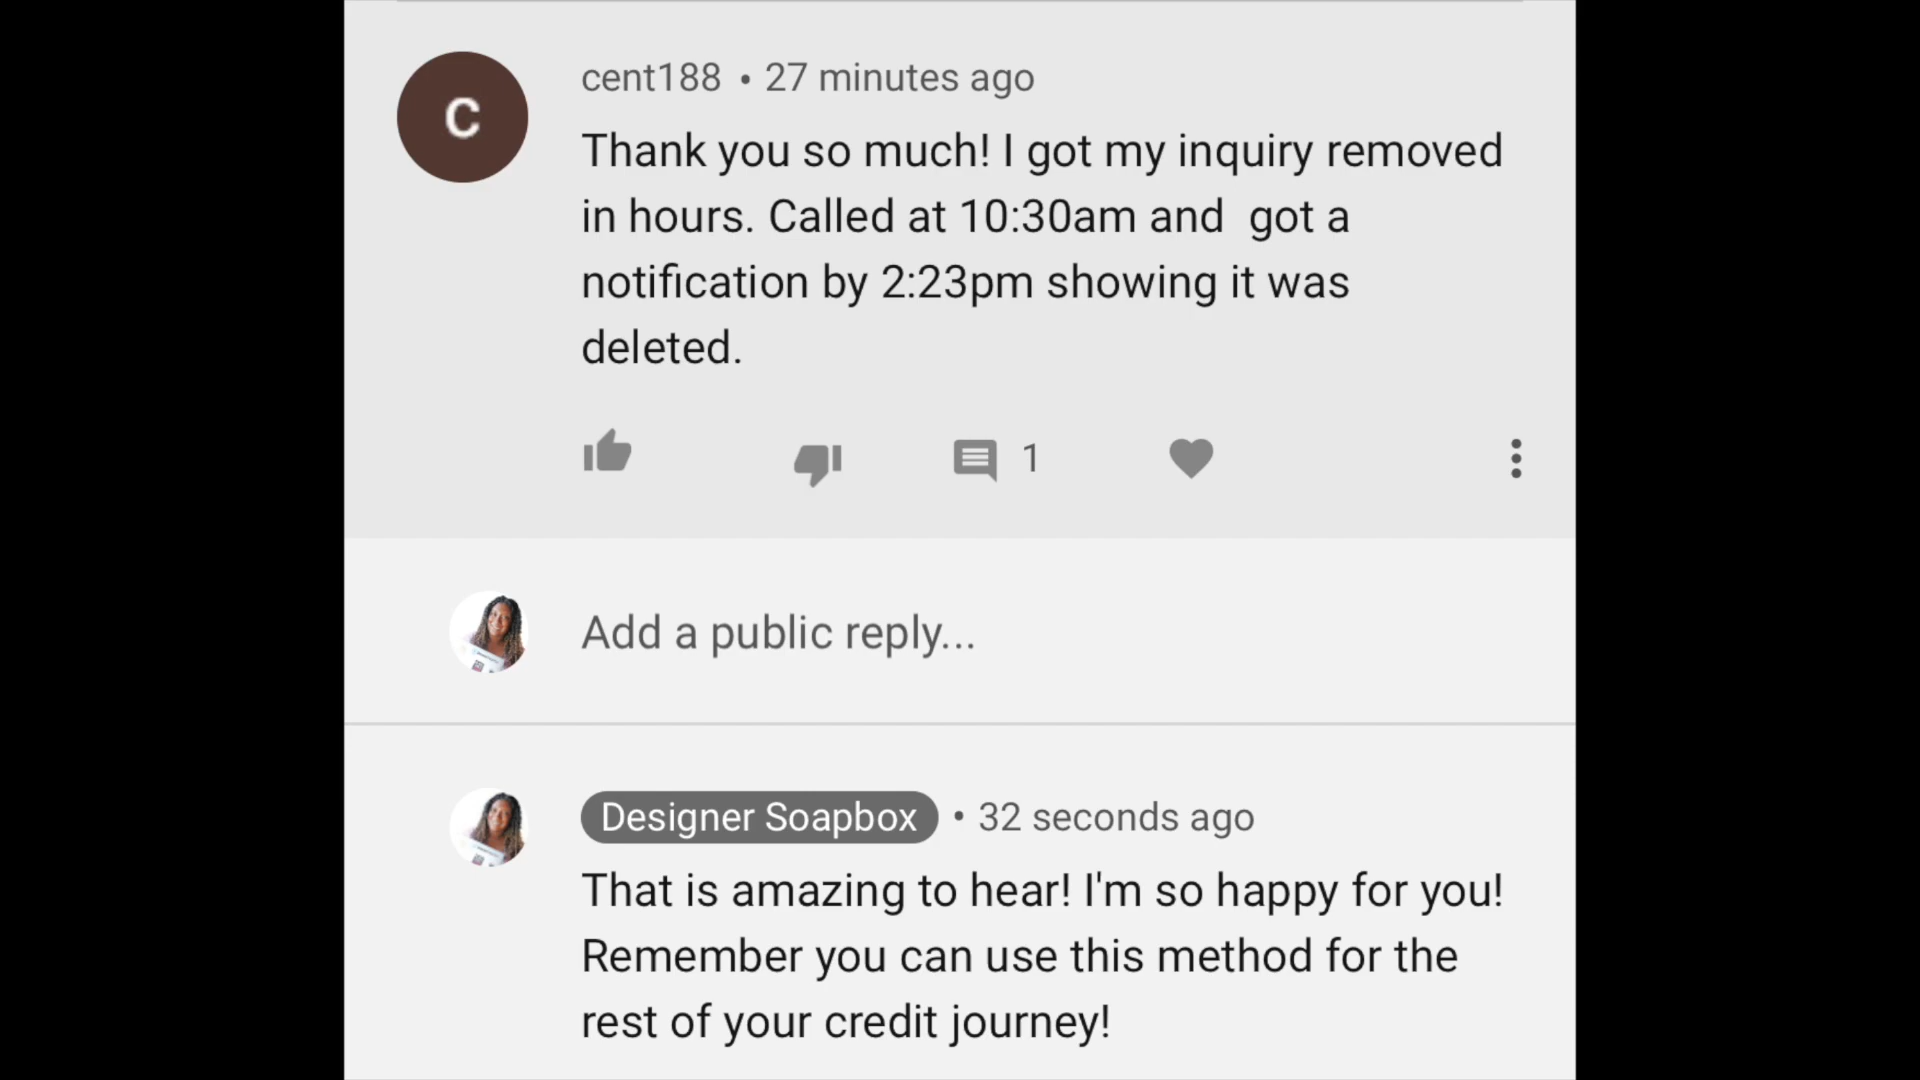 C
cent188 • 27 minutes ago
Thank you so much! I got my inquiry removed
in hours. Called at 10:30am and  got a
notification by 2:23pm showing it was
deleted.
1
Add a public reply...
Designer Soapbox • 32 seconds ago
That is amazing to hear! I'm so happy for you!
Remember you can use this method for the
rest of your credit journey!